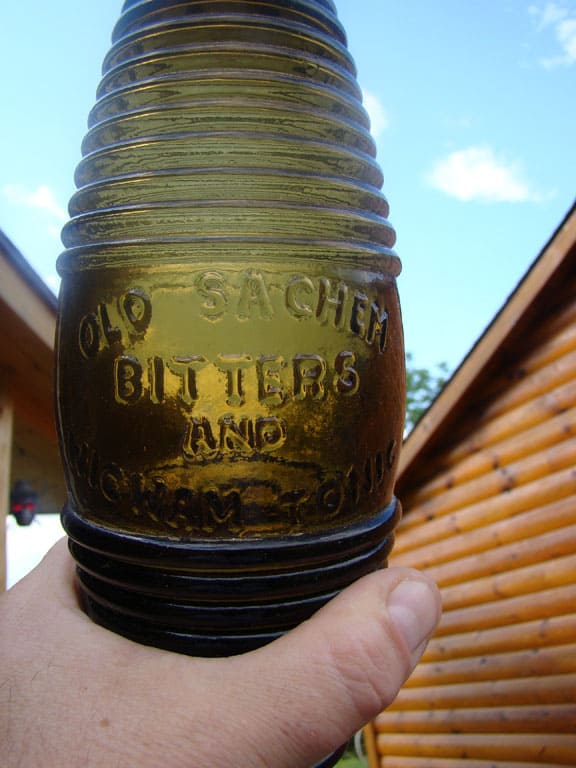 OLD SACHEM
BITTERS
AND
WIGWAM TONIC